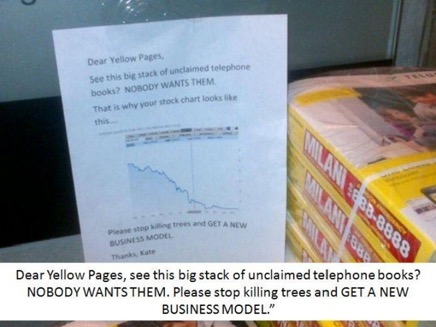 Dear Yellow Pages,
See this big stack of unclaimed telephone
books? NOBODY WANTS THEM.
That is why your stock chart looks like
this....
Please stop killing trees and GET A NEW
BUSINESS MODEL.
Thanks, Kate
MILANI
888-8888
MILANI
MILANI
Dear Yellow Pages, see this big stack of unclaimed telephone books?
NOBODY WANTS THEM. Please stop killing trees and GET A NEW
BUSINESS MODEL.”